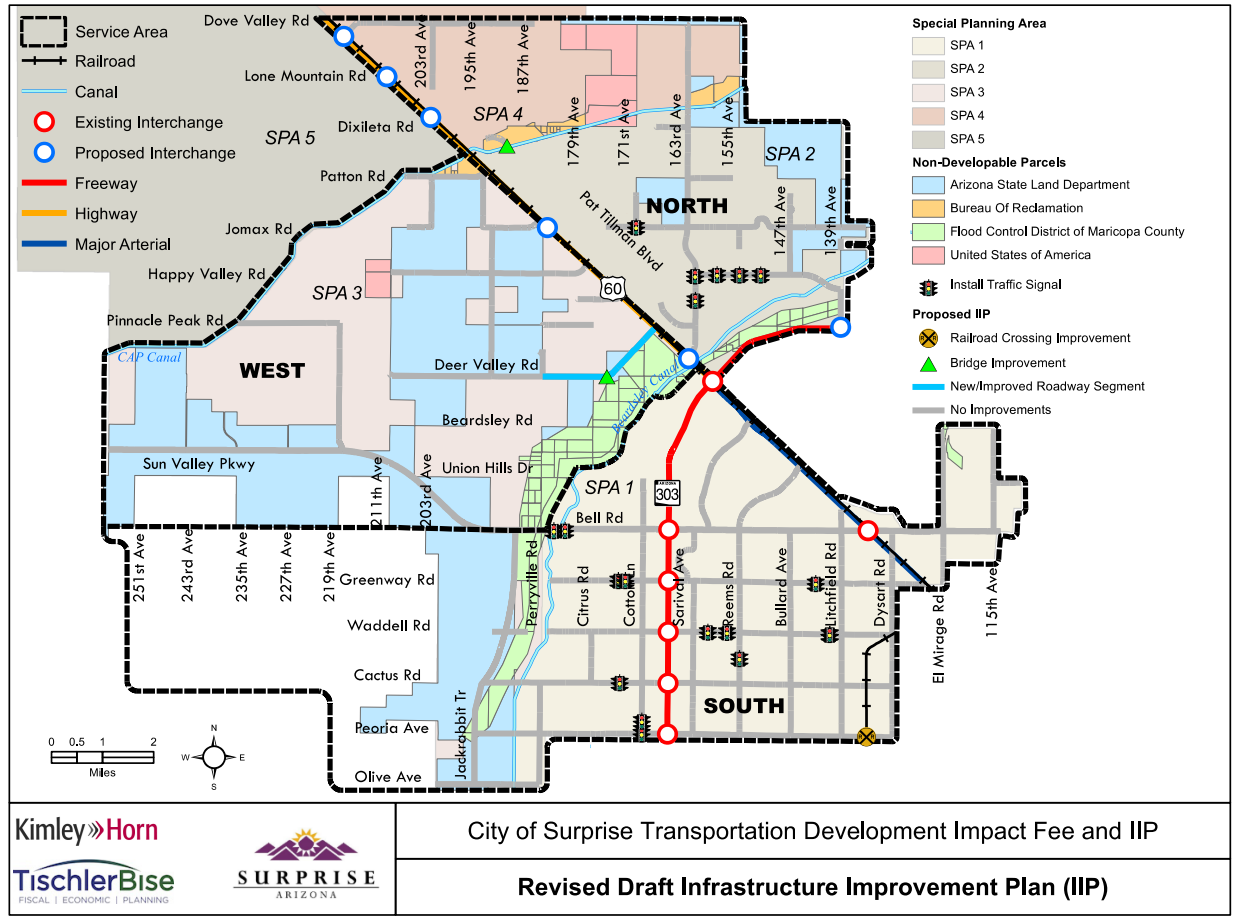 Service Area
Railroad
Canal
Existing Interchange
Proposed Interchange
Freeway
Highway
Major Arterial
Dove Valley Rd
Lone Mountain Rd
Dixileta Rd
Patton Rd
Jomax Rd
Happy Valley Rd
Pinnacle Peak Rd
CAP Canal
Deer Valley Rd
Beardsley Rd
Union Hills Dr
Sun Valley Pkwy
Bell Rd
Greenway Rd
Waddell Rd
Cactus Rd
Peoria Ave
Olive Ave
SPA 5
SPA 4
SPA 2
SPA 3
SPA 1
NORTH
WEST
SOUTH
203rd Ave
195th Ave
187th Ave
179th Ave
171st Ave
163rd Ave
155th Ave
147th Ave
139th Ave
Pat Tillman Blvd
60
Beardsley Canal
ARIZONA
303
211th Ave
203rd Ave
251st Ave
243rd Ave
235th Ave
227th Ave
219th Ave
Perryville Rd
Citrus Rd
Cotton Ln
Sarival Ave
Reems Rd
Bullard Ave
Litchfield Rd
Dysart Rd
El Mirage Rd
115th Ave
Jackrabbit Tr
Special Planning Area
SPA 1
SPA 2
SPA 3
SPA 4
SPA 5
Non-Developable Parcels
Arizona State Land Department
Bureau Of Reclamation
Flood Control District of Maricopa County
United States of America
Install Traffic Signal
Proposed IIP
R R
Railroad Crossing Improvement
Bridge Improvement
New/Improved Roadway Segment
No Improvements
R R
0 0.5 1 2
Miles
N
W E
S
Kimley»Horn
TischlerBise
FISCAL | ECONOMIC | PLANNING
SURPRISE
ARIZONA
City of Surprise Transportation Development Impact Fee and IIP
Revised Draft Infrastructure Improvement Plan (IIP)